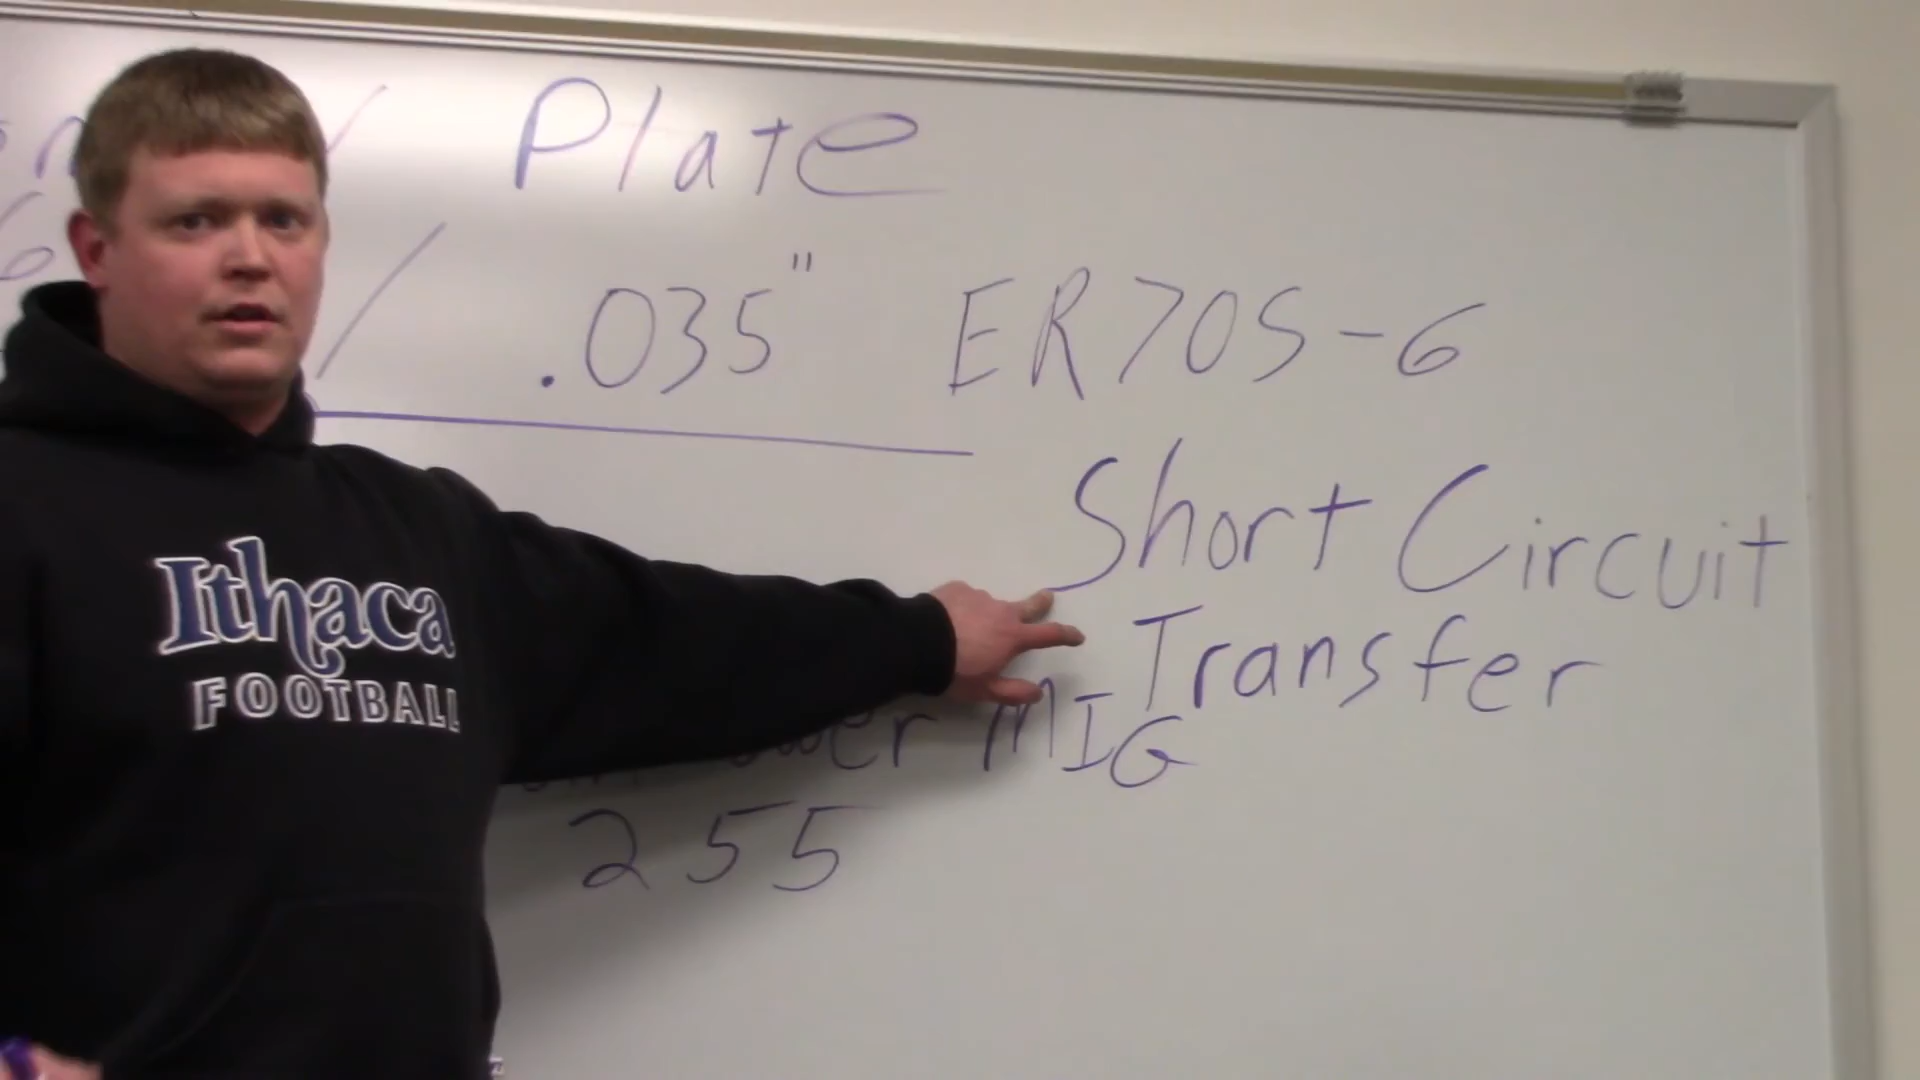 Plate
.035" ER70S-6
Short Circuit
Transfer
MIG
255
Ithaca
FOOTBALL